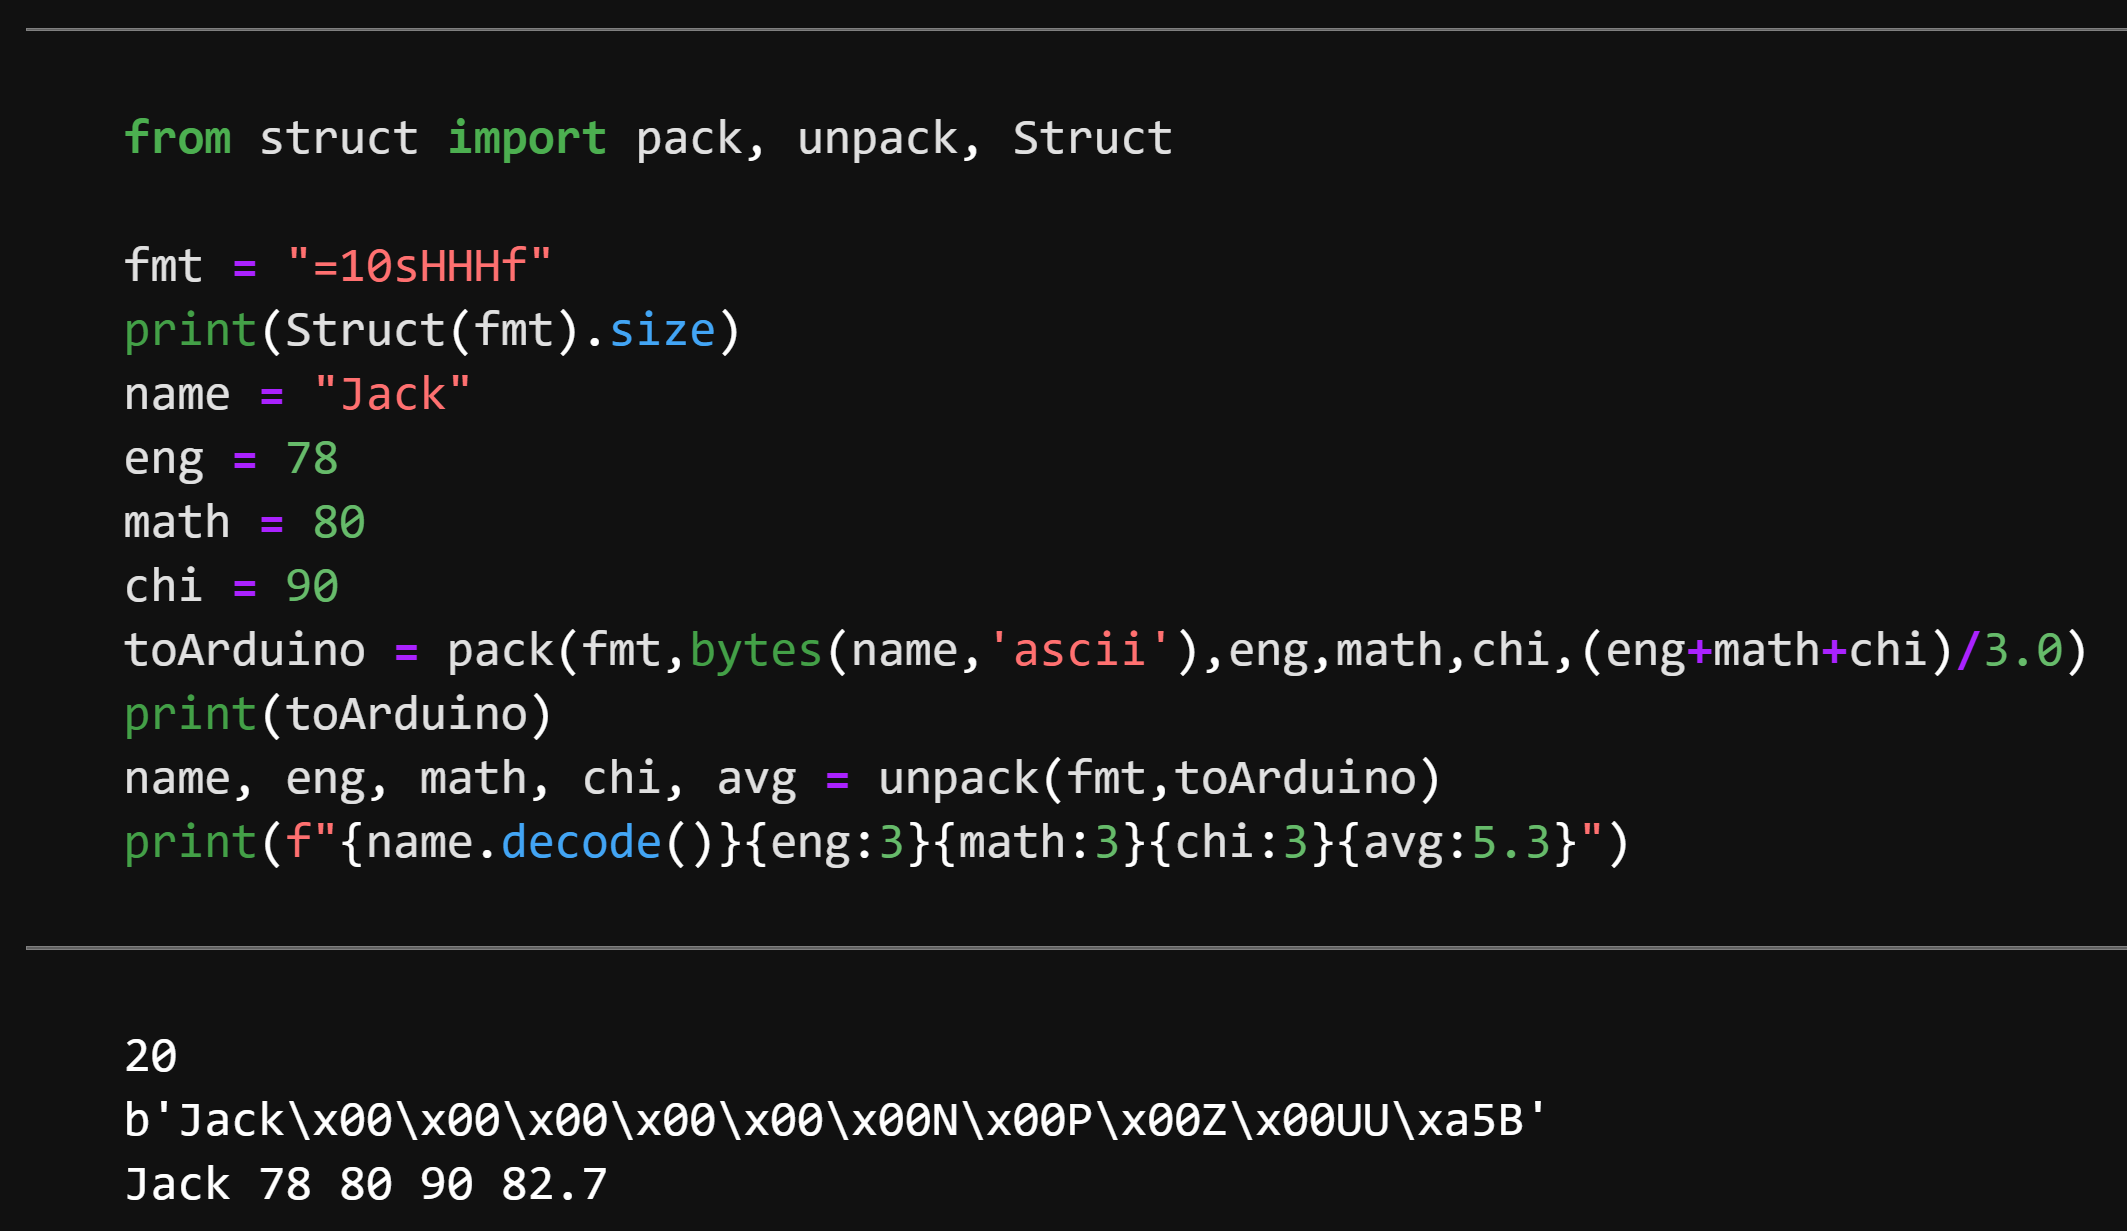 from struct import pack, unpack, Struct
fmt = "=10sHHHf"
print(Struct(fmt).size)
name = "Jack"
eng = 78
math = 80
chi = 90
toArduino = pack(fmt,bytes(name,'ascii'),eng,math,chi,(eng+math+chi)/3.0)
print(toArduino)
name, eng, math, chi, avg = unpack(fmt,toArduino)
print(f"{name.decode()}{eng:3}{math:3}{chi:3}{avg:5.3}")
20
b'Jack\x00\x00\x00\x00\x00\x00N\x00P\x00Z\x00UU\xa5B'
Jack 78 80 90 82.7